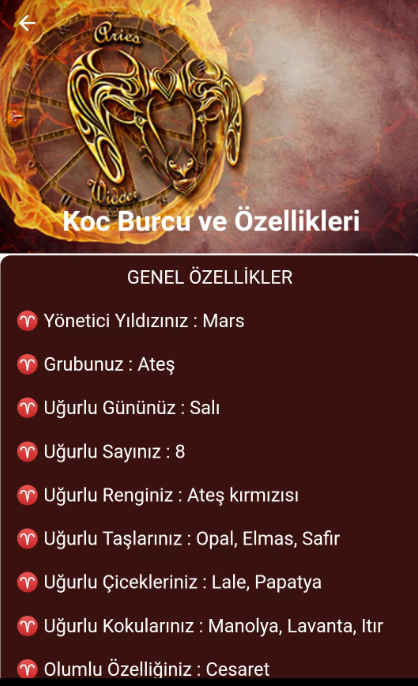 Aries
Widder
Koc Burcu ve Özellikleri
GENEL ÖZELLİKLER
♈ Yönetici Yıldızınız : Mars
♈ Grubunuz : Ateş
♈ Uğurlu Gününüz : Salı
♈ Uğurlu Sayınız : 8
♈ Uğurlu Renginiz : Ateş kırmızısı
♈ Uğurlu Taşlarınız : Opal, Elmas, Safir
♈ Uğurlu Çicekleriniz : Lale, Papatya
♈ Uğurlu Kokularınız : Manolya, Lavanta, Itır
♈ Olumlu Özelliğiniz : Cesaret